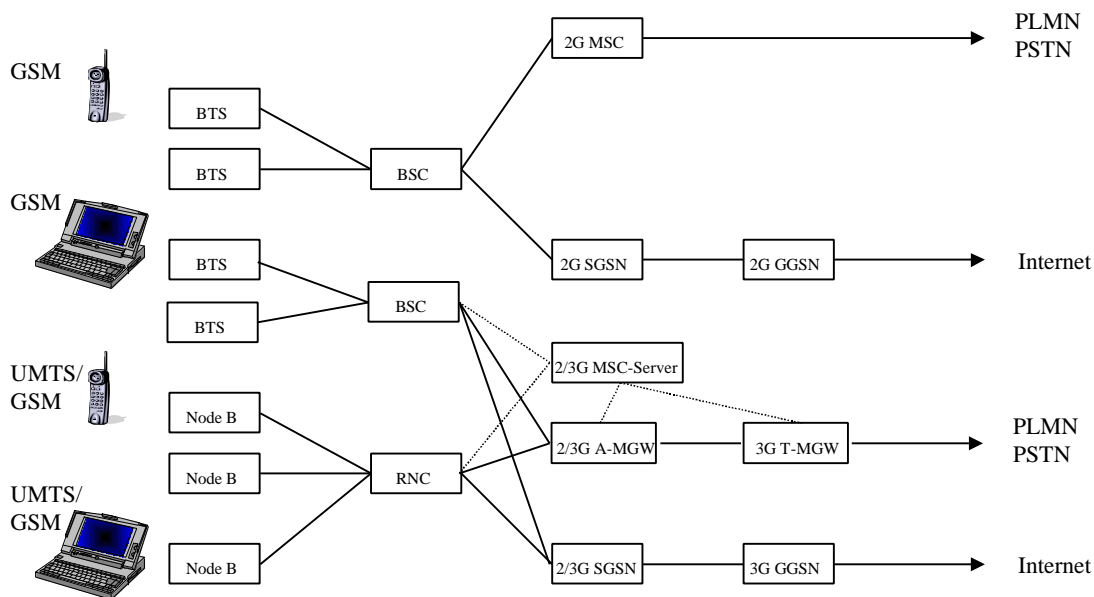 PLMN
PSTN
2G MSC
GSM
BTS
BTS
BSC
GSM
BTS
2G SGSN
2G GGSN
Internet
BSC
BTS
2/3G MSC-Server
UMTS/
GSM
Node B
2/3G A-MGW
3G T-MGW
PLMN
PSTN
Node B
RNC
UMTS/
GSM
Node B
2/3G SGSN
3G GGSN
Internet